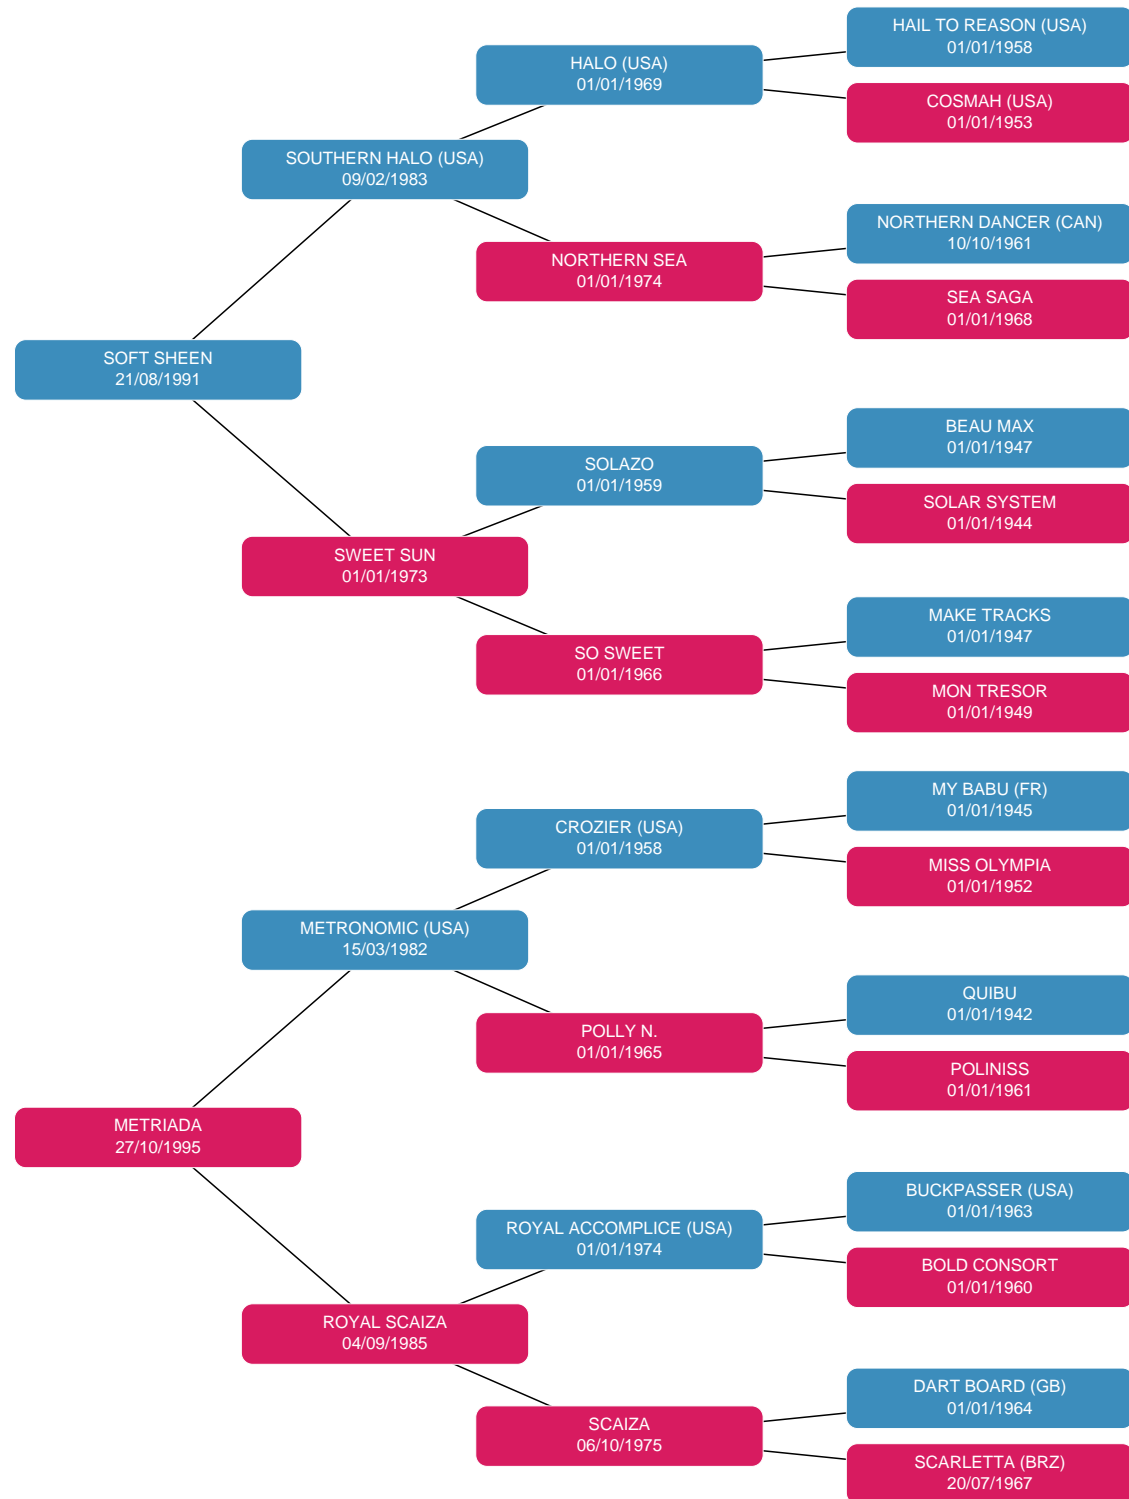 HAIL TO REASON (USA)
01/01/1958
HALO (USA)
01/01/1969
COSMAH (USA)
01/01/1953
SOUTHERN HALO (USA)
09/02/1983
NORTHERN DANCER (CAN)
10/10/1961
NORTHERN SEA
01/01/1974
SEA SAGA
01/01/1968
SOFT SHEEN
21/08/1991
BEAU MAX
01/01/1947
SOLAZO
01/01/1959
SOLAR SYSTEM
01/01/1944
SWEET SUN
01/01/1973
MAKE TRACKS
01/01/1947
SO SWEET
01/01/1966
MON TRESOR
01/01/1949
MY BABU (FR)
01/01/1945
CROZIER (USA)
01/01/1958
MISS OLYMPIA
01/01/1952
METRONOMIC (USA)
15/03/1982
QUIBU
01/01/1942
POLLY N.
01/01/1965
POLINISS
01/01/1961
METRIADA
27/10/1995
BUCKPASSER (USA)
01/01/1963
ROYAL ACCOMPLICE (USA)
01/01/1974
BOLD CONSORT
01/01/1960
ROYAL SCAIZA
04/09/1985
DART BOARD (GB)
01/01/1964
SCAIZA
06/10/1975
SCARLETTA (BRZ)
20/07/1967